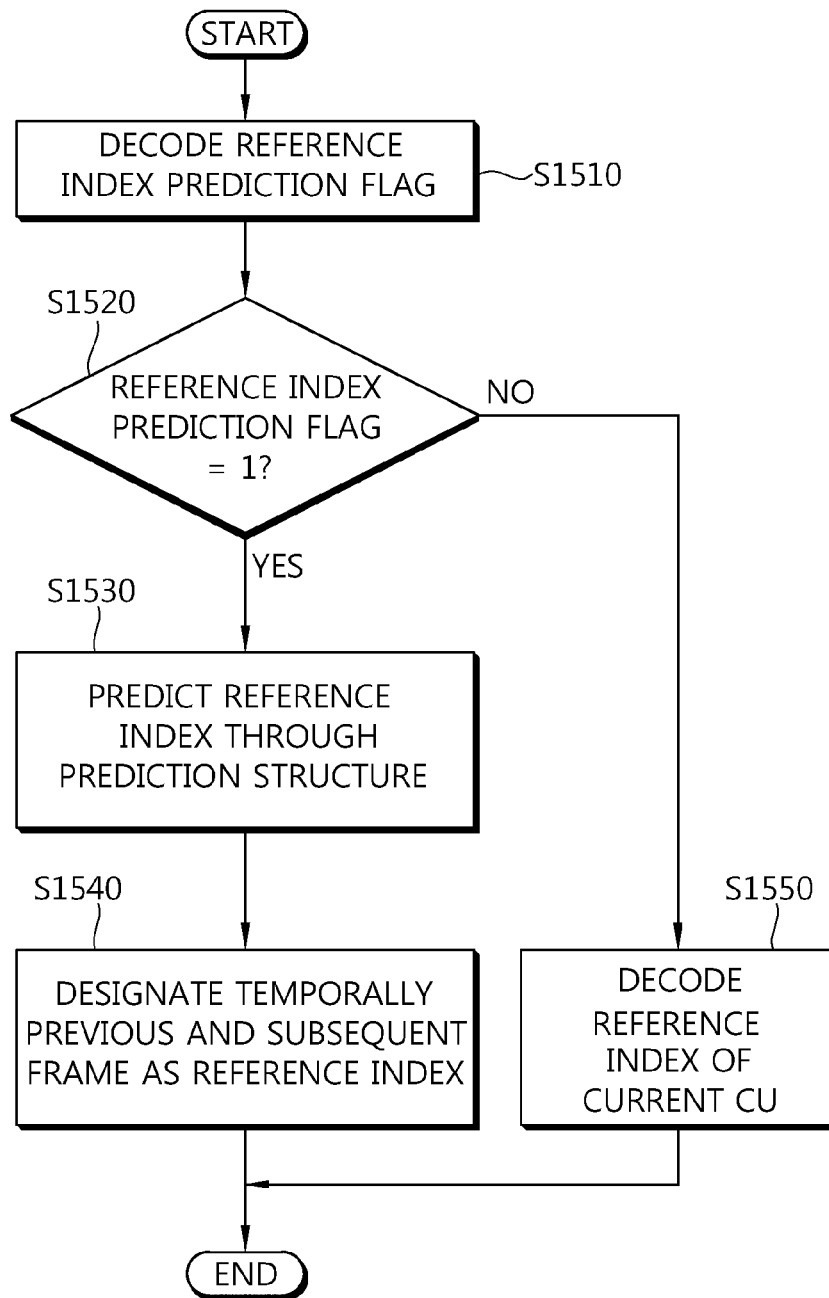 START
DECODE REFERENCE
INDEX PREDICTION FLAG
S1510
S1520
REFERENCE INDEX
PREDICTION FLAG
= 1?
NO
YES
S1530
PREDICT REFERENCE
INDEX THROUGH
PREDICTION STRUCTURE
S1540
DESIGNATE TEMPORALLY
PREVIOUS AND SUBSEQUENT
FRAME AS REFERENCE INDEX
S1550
DECODE
REFERENCE
INDEX OF
CURRENT CU
END